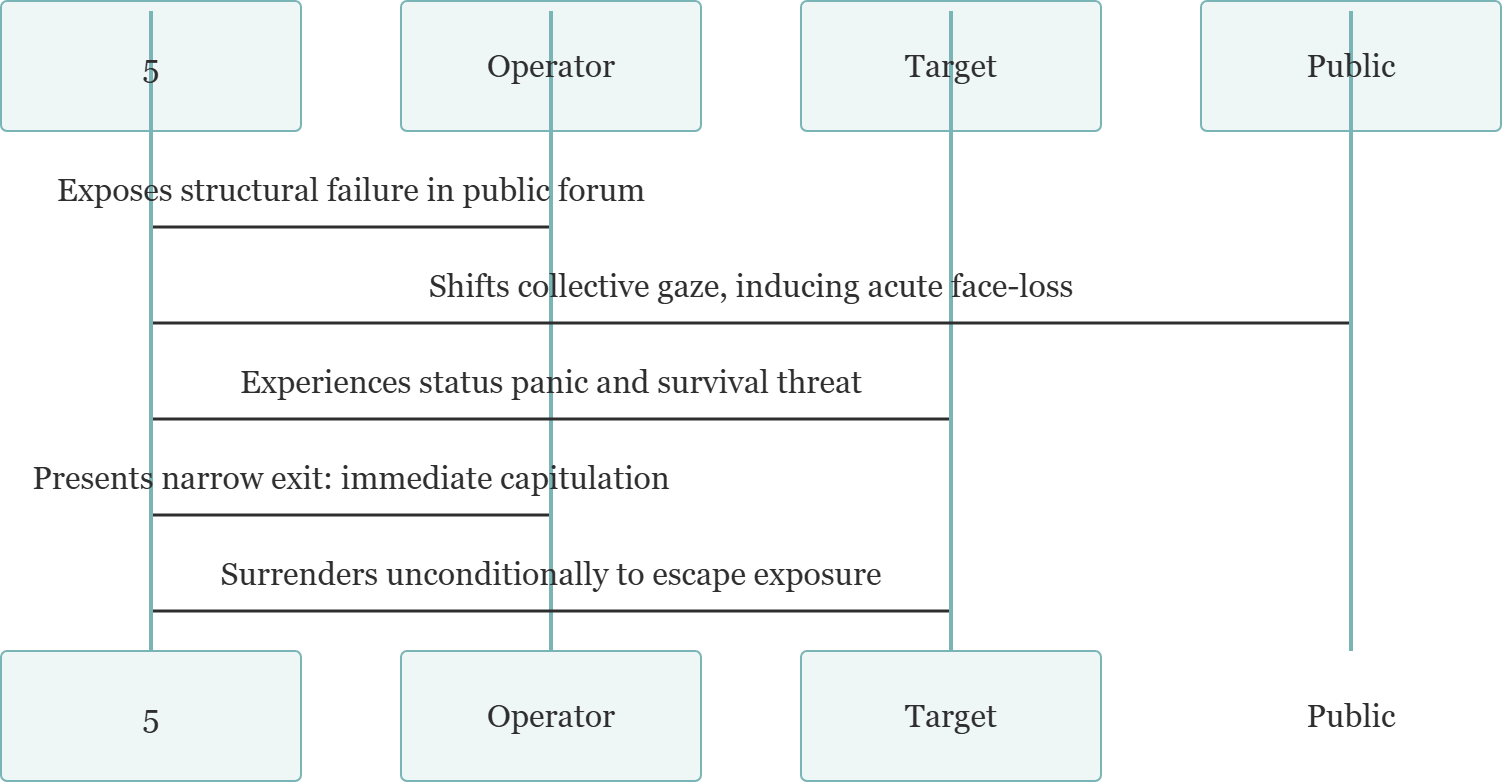 5
Operator
Target
Public
Exposes structural failure in public forum
Shifts collective gaze, inducing acute face-loss
Experiences status panic and survival threat
Presents narrow exit: immediate capitulation
Surrenders unconditionally to escape exposure
5
Operator
Target
Public